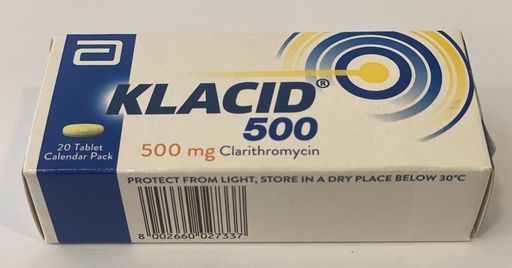 KLACID®
500
500 mg Clarithromycin
20 Tablet
Calendar Pack
PROTECT FROM LIGHT, STORE IN A DRY PLACE BELOW 30°C
8 002660 027337